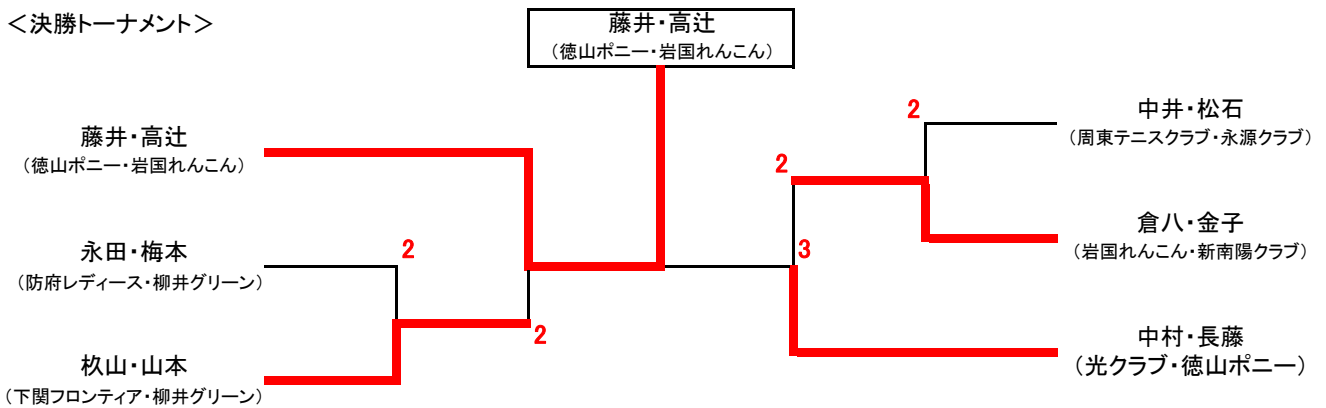 ＜決勝トーナメント＞
藤井・高辻
（徳山ポニー・岩国れんこん）
藤井・高辻
（徳山ポニー・岩国れんこん）
永田・梅本
（防府レディース・柳井グリーン）
杁山・山本
（下関フロンティア・柳井グリーン）
2
2
2
2
3
中井・松石
（周東テニスクラブ・永源クラブ）
倉八・金子
（岩国れんこん・新南陽クラブ）
中村・長藤
（光クラブ・徳山ポニー）